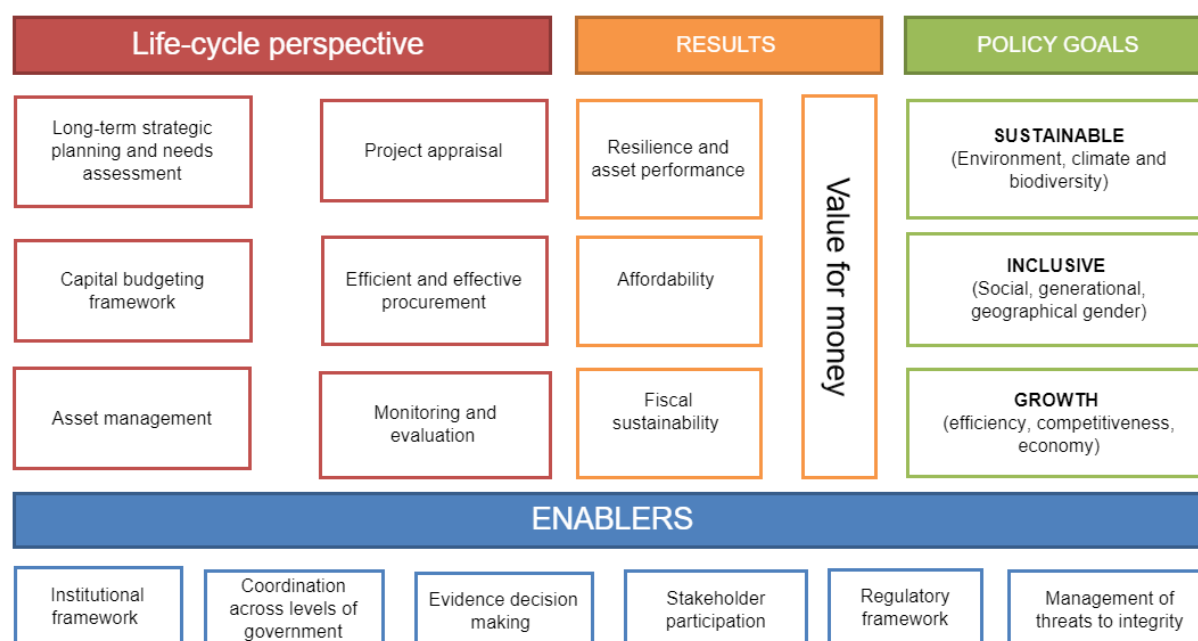 Life-cycle perspective
RESULTS
POLICY GOALS
Long-term strategic
planning and needs
assessment
Project appraisal
Resilience and
asset performance
Value for money
SUSTAINABLE
(Environment, climate and
biodiversity)
Capital budgeting
framework
Efficient and effective
procurement
Affordability
INCLUSIVE
(Social, generational,
geographical gender)
Asset management
Monitoring and
evaluation
Fiscal
sustainability
GROWTH
(efficiency, competitiveness,
economy)
ENABLERS
Institutional
framework
Coordination
across levels of
government
Evidence decision
making
Stakeholder
participation
Regulatory
framework
Management of
threats to integrity